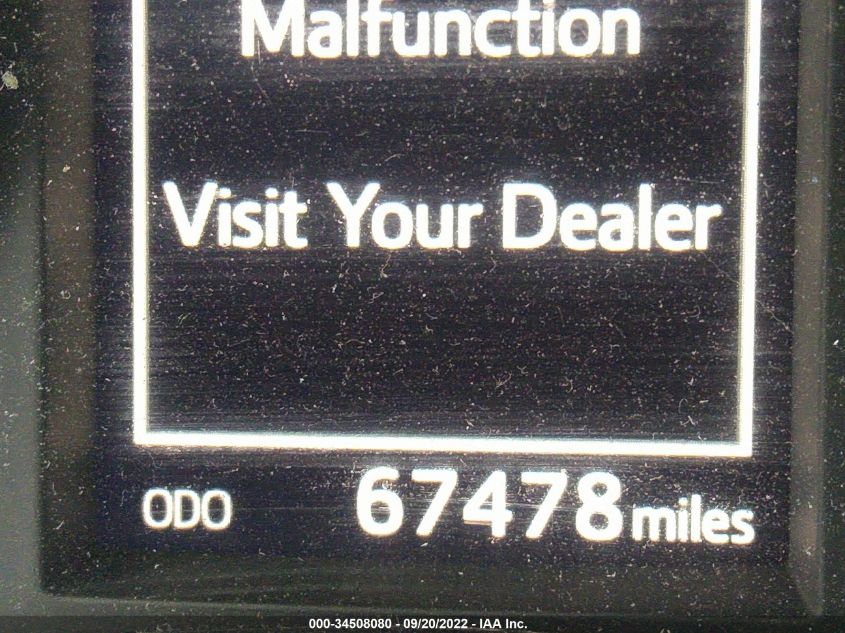 Malfunction
Visit Your Dealer
ODO 67478 miles
000-34508080 - 09/20/2022 - IAA Inc.